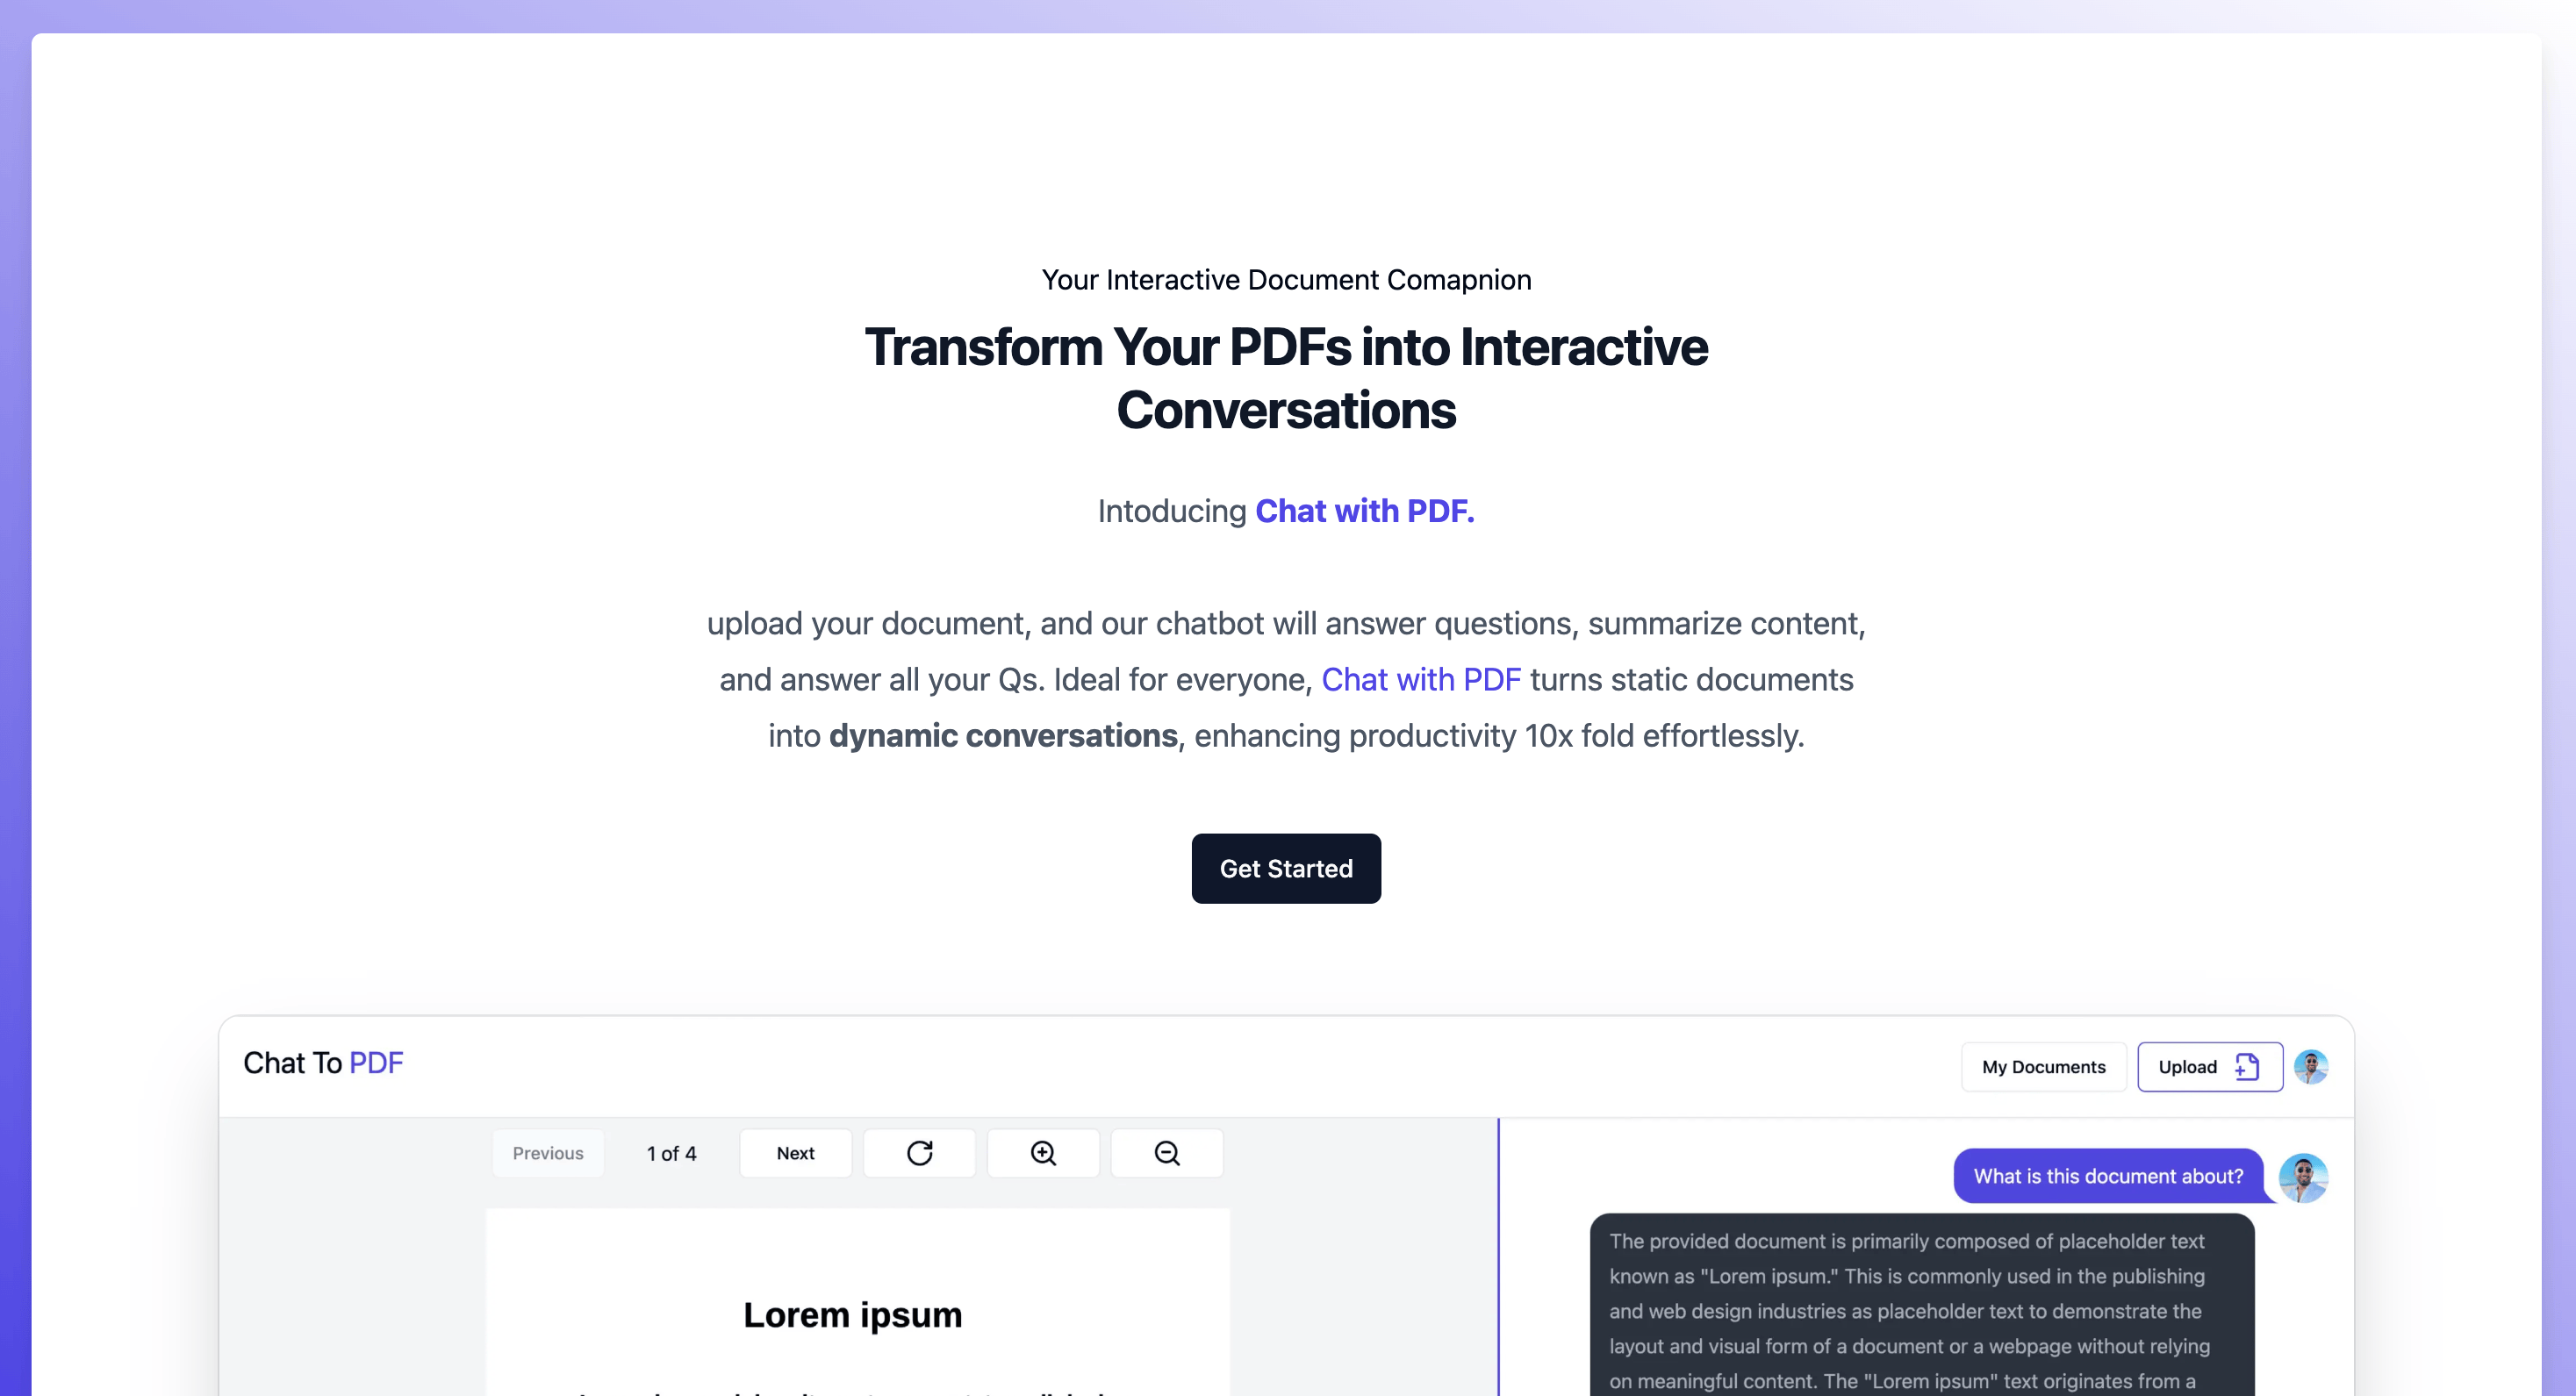 Your Interactive Document Comapnion
Transform Your PDFs into Interactive
Conversations
Intoducing Chat with PDF.
upload your document, and our chatbot will answer questions, summarize content,
and answer all your Qs. Ideal for everyone, Chat with PDF turns static documents
into dynamic conversations, enhancing productivity 10x fold effortlessly.
Get Started
Chat To PDF
My Documents
Upload
Previous
1 of 4
Next
What is this document about?
Lorem ipsum
The provided document is primarily composed of placeholder text
known as "Lorem ipsum." This is commonly used in the publishing
and web design industries as placeholder text to demonstrate the
layout and visual form of a document or a webpage without relying
on meaningful content. The "Lorem ipsum" text originates from a